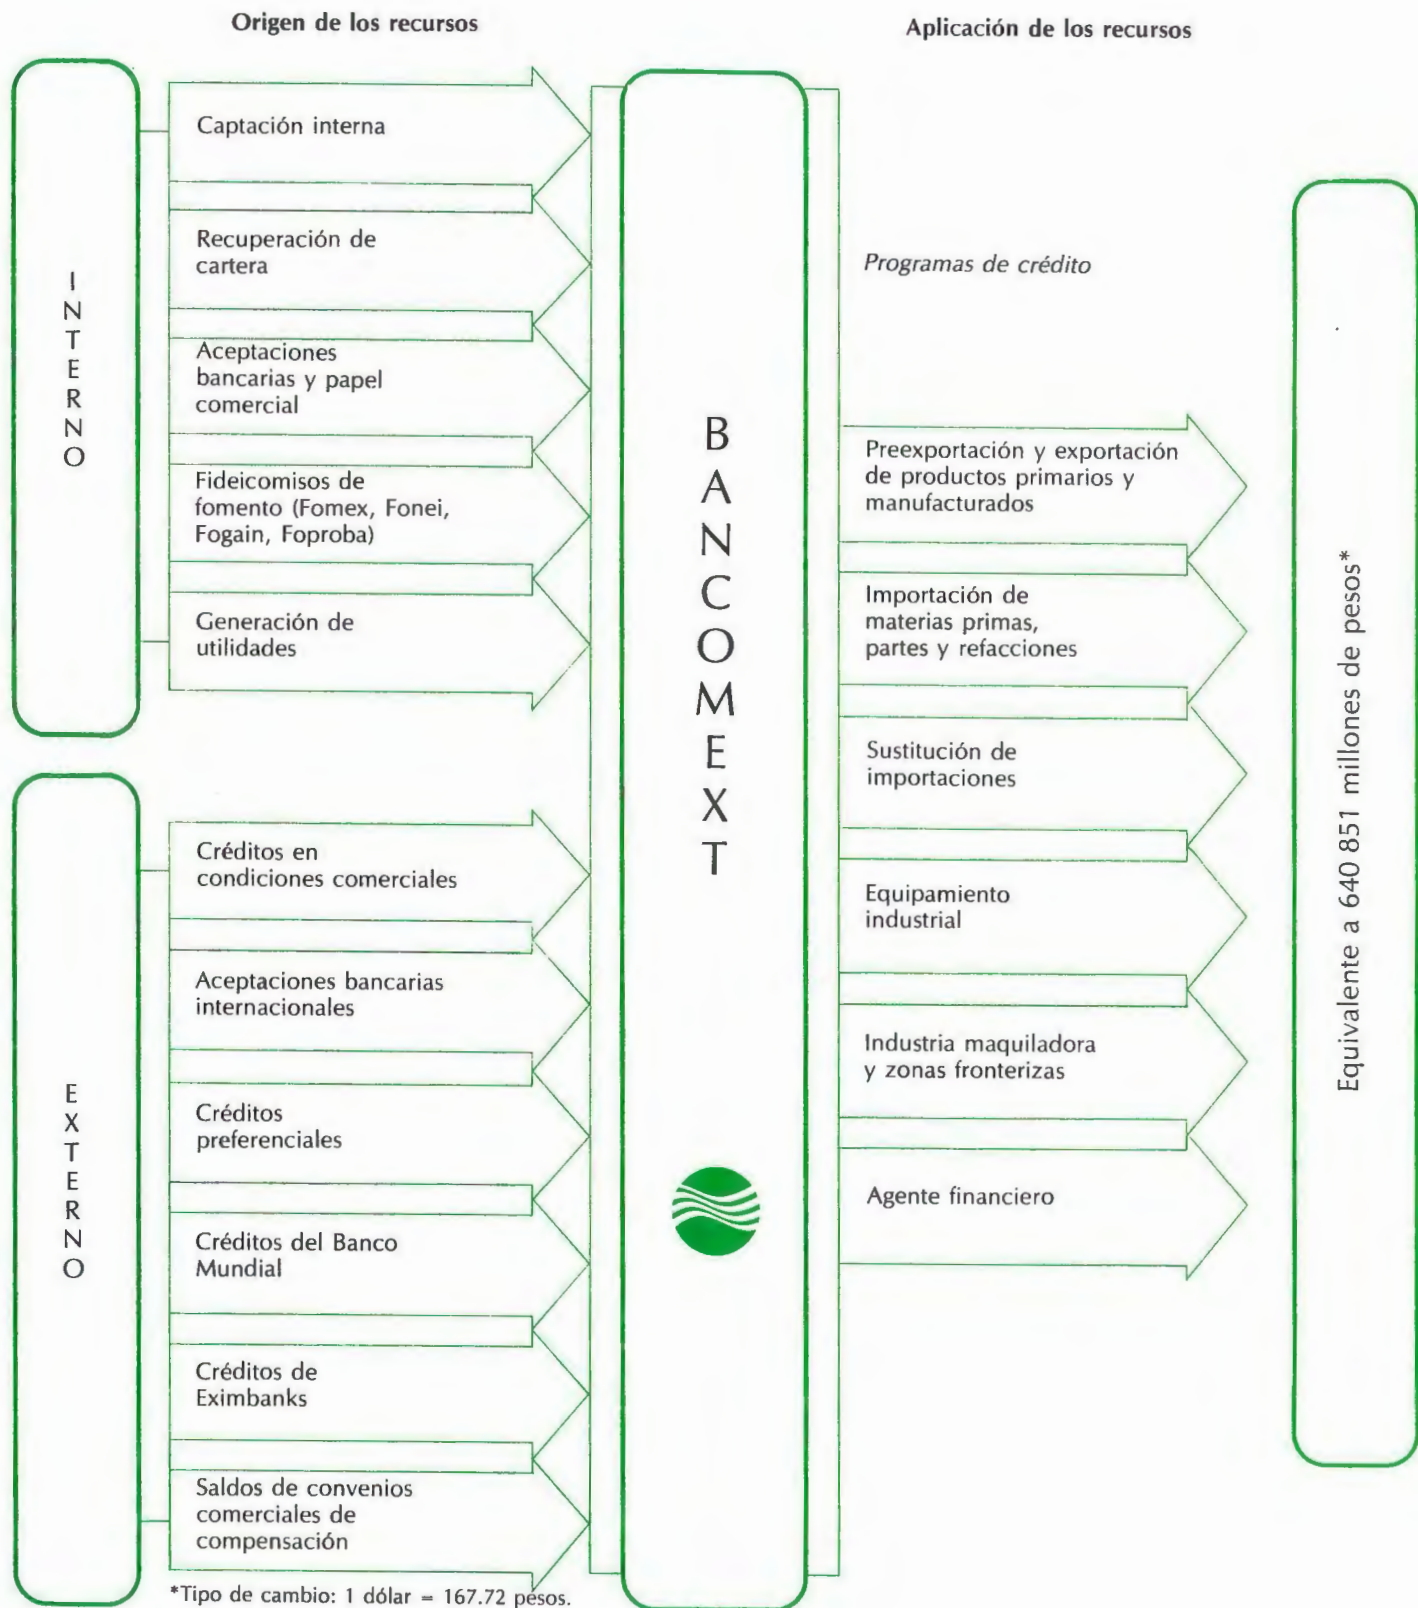 Origen de los recursos
Aplicación de los recursos
INTERNO
Captación interna
Recuperación de
cartera
Aceptaciones
bancarias y papel
comercial
Fideicomisos de
fomento (Fomex, Fonei,
Fogain, Foproba)
Generación de
utilidades
EXTERNO
Créditos en
condiciones comerciales
Aceptaciones bancarias
internacionales
Créditos
preferenciales
Créditos del Banco
Mundial
Créditos de
Eximbanks
Saldos de convenios
comerciales de
compensación
BANCOMEXT
Programas de crédito
Preexportación y exportación
de productos primarios y
manufacturados
Importación de
materias primas,
partes y refacciones
Sustitución de
importaciones
Equipamiento
industrial
Industria maquiladora
y zonas fronterizas
Agente financiero
Equivalente a 640 851 millones de pesos*
*Tipo de cambio: 1 dólar = 167.72 pesos.